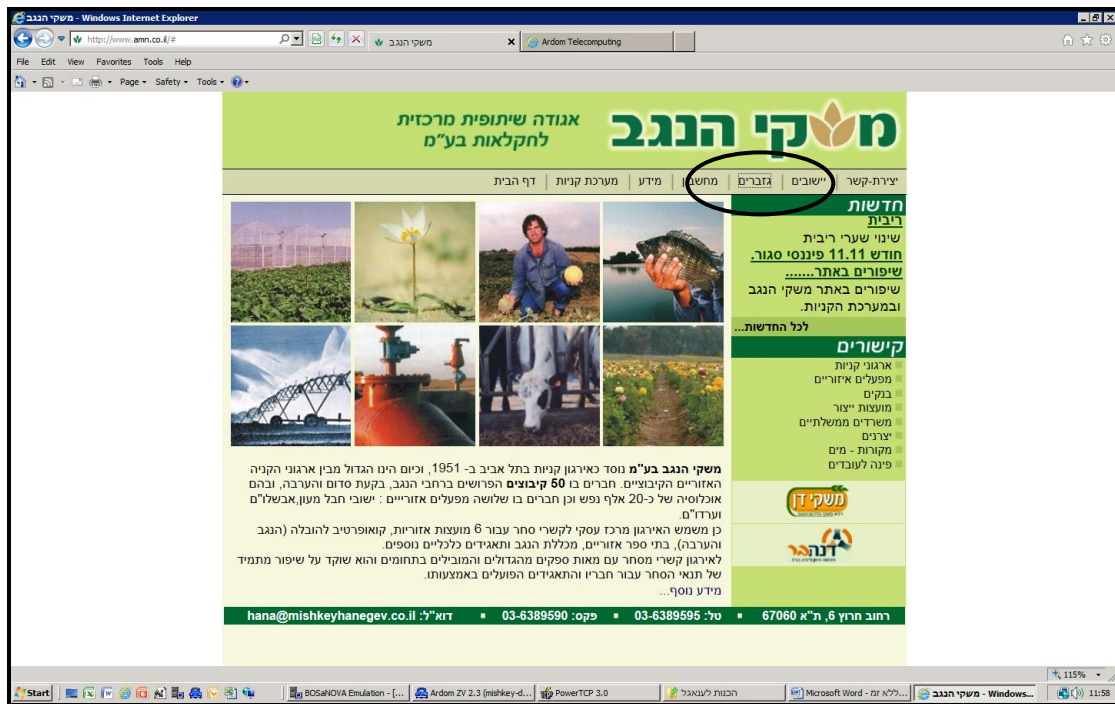 משקי הנגב - Windows Internet Explorer
http://www.amn.co.il/#
משקי הנגב
Ardom Telecomputing
File Edit View Favorites Tools Help
Page Safety Tools
משקי הנגב
אגודה שיתופית מרכזית
לחקלאות בע"מ
יצירת-קשר | יישובים | גזברים | מחשבון | מידע | מערכת קניות | דף הבית
חדשות
ריבית
שינוי שערי ריבית
חודש 11.11 פיננסי סגור.
שיפורים באתר.......
שיפורים באתר משקי הנגב
ובמערכת הקניות.
לכל החדשות...
קישורים
ארגוני קניות
מפעלים איזוריים
בנקים
מועצות ייצור
משרדים ממשלתיים
יצרנים
מקורות - מים
פינה לעובדים
משקי דן
דנהבר
משקי הנגב בע"מ נוסד כאירגון קניות בתל אביב ב- 1951, וכיום הינו הגדול מבין ארגוני הקניה
האזוריים הקיבוציים. חברים בו 50 קיבוצים הפרושים ברחבי הנגב, בקעת סדום והערבה, ובהם
אוכלוסיה של כ-20 אלף נפש וכן חברים בו שלושה מפעלים אזורייים : ישובי חבל מעון,אבשלו"ם
וערדו"ם.
כן משמש האירגון מרכז עסקי לקשרי סחר עבור 6 מועצות אזוריות, קואופרטיב להובלה (הנגב
והערבה), בתי ספר אזוריים, מכללת הנגב ותאגידים כלכליים נוספים.
לאירגון קשרי מסחר עם מאות ספקים מהגדולים והמובילים בתחומים והוא שוקד על שיפור מתמיד
של תנאי הסחר עבור חבריו והתאגידים הפועלים באמצעותו.
מידע נוסף...
רחוב חרוץ 6, ת"א 67060 ▪ טל: 03-6389595 ▪ פקס: 03-6389590 ▪ דוא"ל: hana@mishkeyhanegev.co.il
115%
Start
BOSaNOVA Emulation - [...
Ardom ZV 2.3 (mishkey-d...
PowerTCP 3.0
הכנות לענאגל
Microsoft Word - ללא זמ...
משקי הנגב - Windows...
11:58